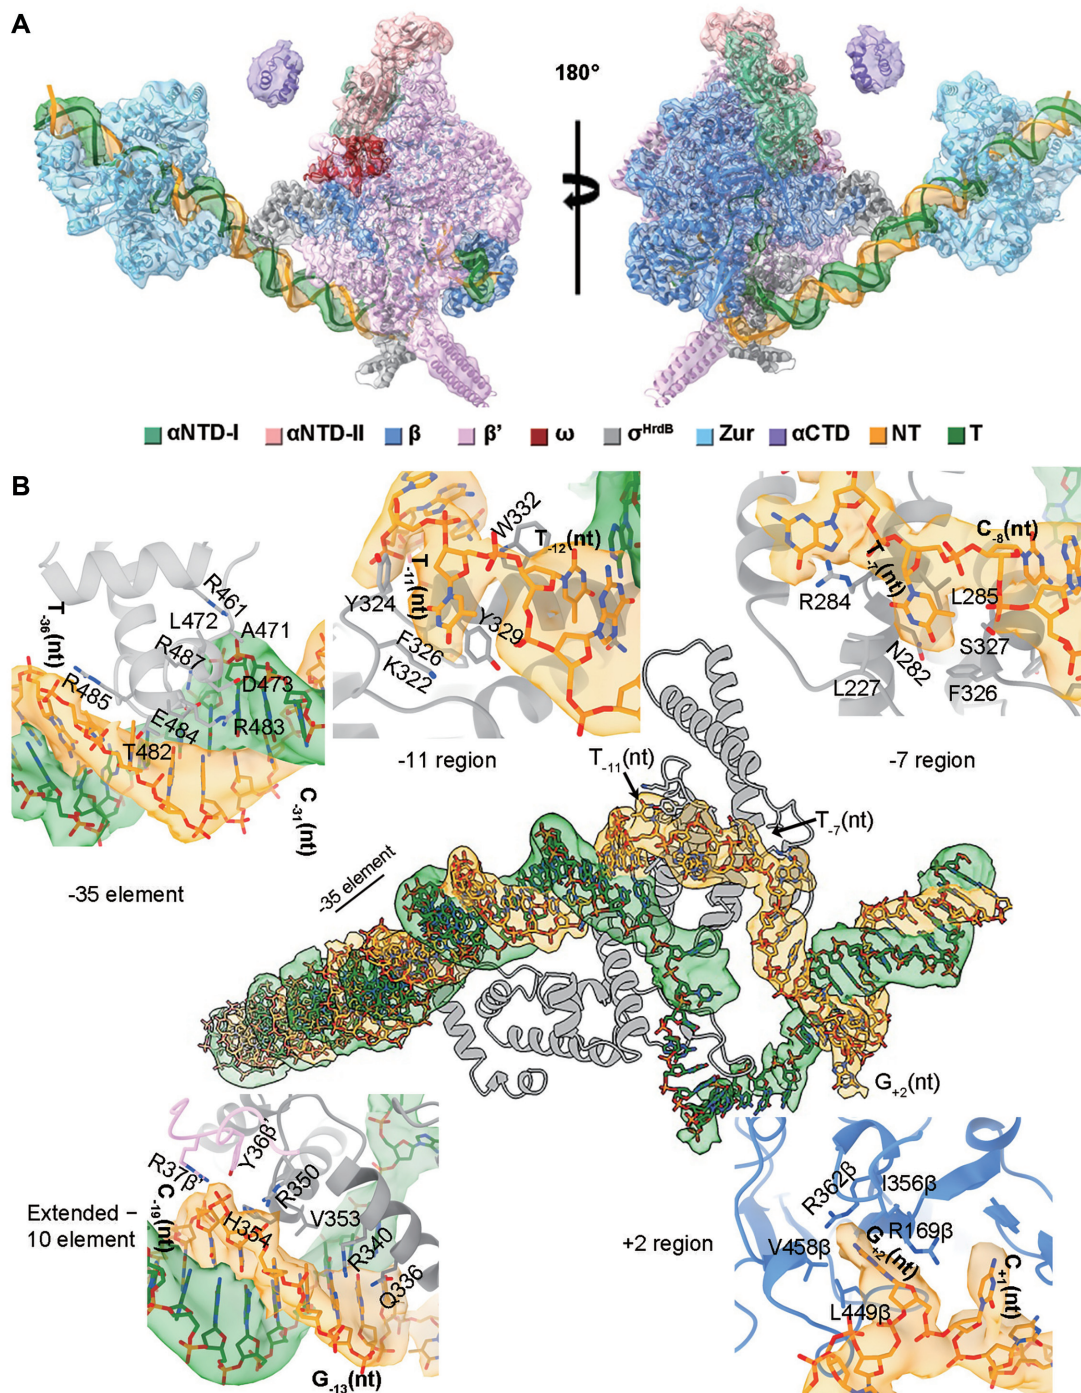 A
180°
αNTD-I αNTD-II β β’ ω σHrdB Zur αCTD NT T
B
T-36(nt)
R461
L472
A471
R487
D473
R485
E484
R483
T482
C-31(nt)
-35 element
W332
T-12(nt)
T-11(nt)
Y324
Y329
F326
K322
-11 region
C-8(nt)
T-7(nt)
R284
L285
N282
S327
L227
F326
-7 region
T-11(nt)
T-7(nt)
-35 element
G+2(nt)
Y36β’
R37β’
C-19(nt)
R350
H354
V353
R340
Q336
G-13(nt)
Extended –
10 element
R362β
I356β
R169β
G+2(nt)
V458β
C+1(nt)
L449β
+2 region